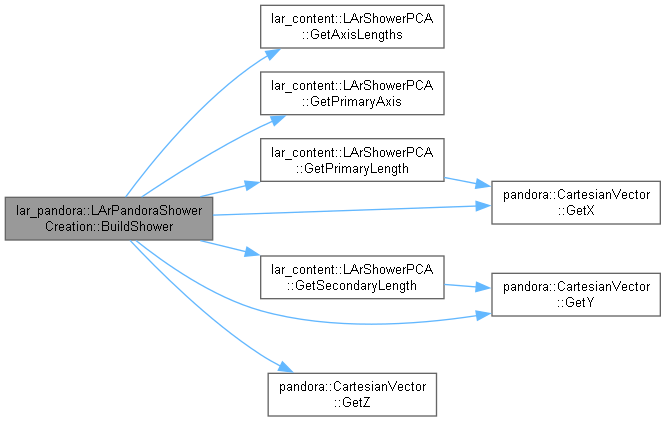 lar_content::LArShowerPCA
::GetAxisLengths
lar_content::LArShowerPCA
::GetPrimaryAxis
lar_content::LArShowerPCA
::GetPrimaryLength
pandora::CartesianVector
::GetX
lar_pandora::LArPandoraShower
Creation::BuildShower
lar_content::LArShowerPCA
::GetSecondaryLength
pandora::CartesianVector
::GetY
pandora::CartesianVector
::GetZ